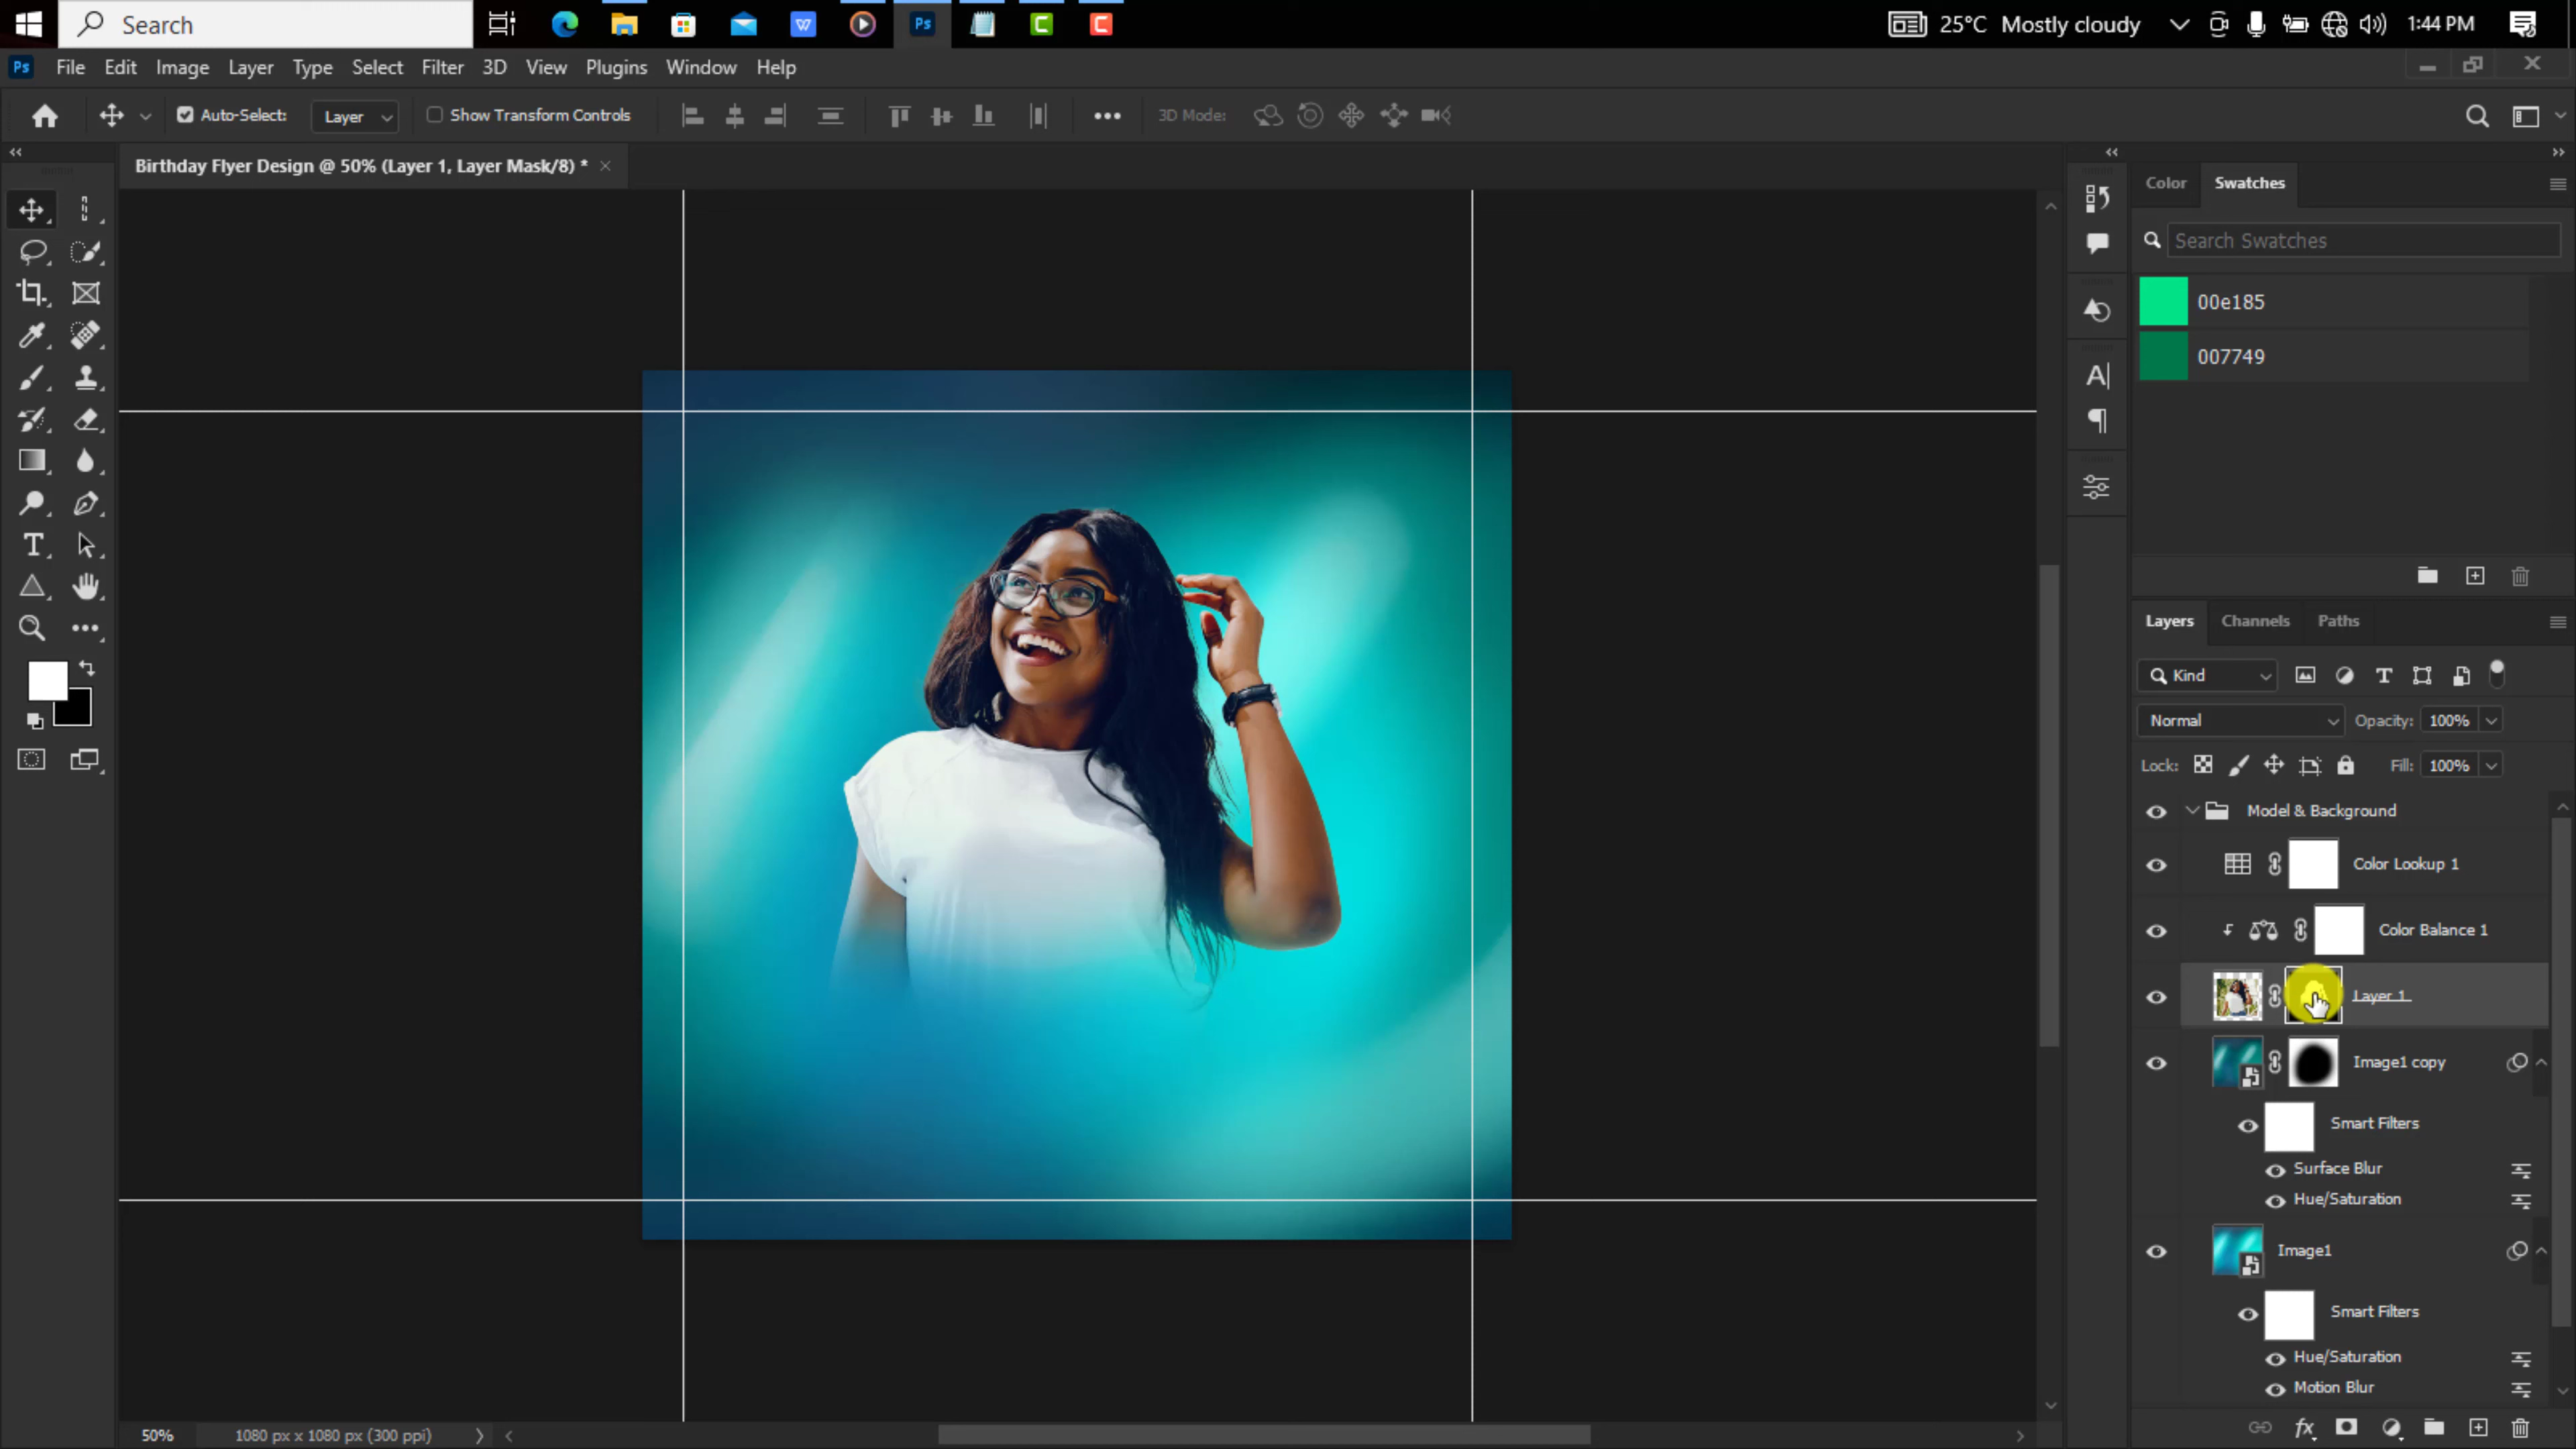 Search
25°C Mostly cloudy
1:44 PM
Ps File Edit Image Layer Type Select Filter 3D View Plugins Window Help
Auto-Select: Layer Show Transform Controls 3D Mode:
Birthday Flyer Design @ 50% (Layer 1, Layer Mask/8) * ×
Color Swatches
Search Swatches
00e185
007749
Layers Channels Paths
Kind
Normal Opacity: 100%
Lock: Fill: 100%
Model & Background
Color Lookup 1
Color Balance 1
Layer 1
Image1 copy
Smart Filters
Surface Blur
Hue/Saturation
Image1
Smart Filters
Hue/Saturation
Motion Blur
50% 1080 px x 1080 px (300 ppi)
fx